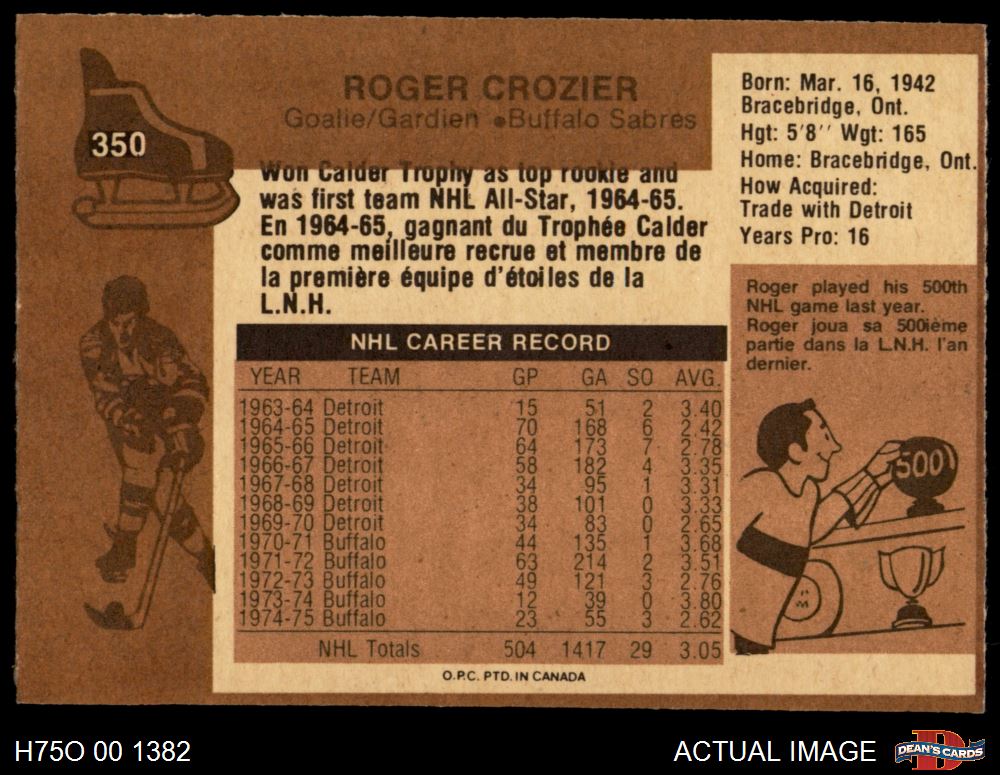 350
ROGER CROZIER
Goalie/Gardien •Buffalo Sabres
Won Calder Trophy as top rookie and
was first team NHL All-Star, 1964-65.
En 1964-65, gagnant du Trophée Calder
comme meilleure recrue et membre de
la première équipe d'étoiles de la
L.N.H.
Born: Mar. 16, 1942
Bracebridge, Ont.
Hgt: 5'8'' Wgt: 165
Home: Bracebridge, Ont.
How Acquired:
Trade with Detroit
Years Pro: 16
Roger played his 500th
NHL game last year.
Roger joua sa 500ième
partie dans la L.N.H. l'an
dernier.
500
NHL CAREER RECORD
YEAR TEAM GP GA SO AVG.
1963-64 Detroit 15 51 2 3.40
1964-65 Detroit 70 168 6 2.42
1965-66 Detroit 64 173 7 2.78
1966-67 Detroit 58 182 4 3.35
1967-68 Detroit 34 95 1 3.31
1968-69 Detroit 38 101 0 3.33
1969-70 Detroit 34 83 0 2.65
1970-71 Buffalo 44 135 1 3.68
1971-72 Buffalo 63 214 2 3.51
1972-73 Buffalo 49 121 3 2.76
1973-74 Buffalo 12 39 0 3.80
1974-75 Buffalo 23 55 3 2.62
NHL Totals 504 1417 29 3.05
O.P.C. PTD. IN CANADA
H75O 00 1382
ACTUAL IMAGE
D
DEAN'S CARDS